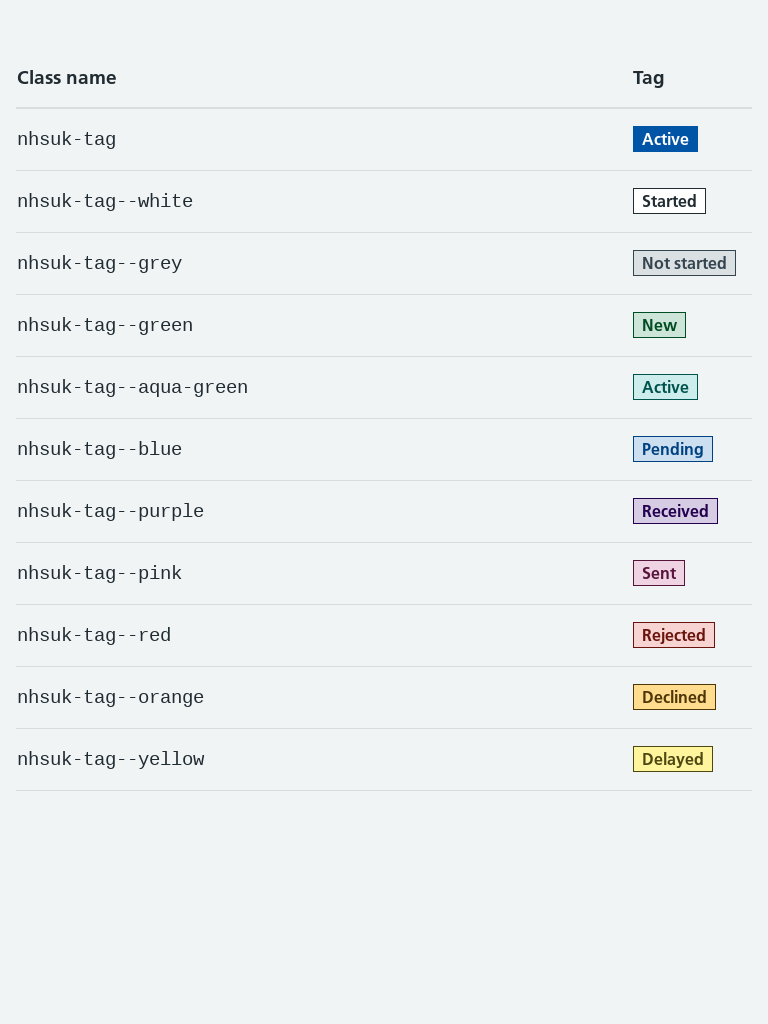 Class name Tag
nhsuk-tag Active
nhsuk-tag--white Started
nhsuk-tag--grey Not started
nhsuk-tag--green New
nhsuk-tag--aqua-green Active
nhsuk-tag--blue Pending
nhsuk-tag--purple Received
nhsuk-tag--pink Sent
nhsuk-tag--red Rejected
nhsuk-tag--orange Declined
nhsuk-tag--yellow Delayed